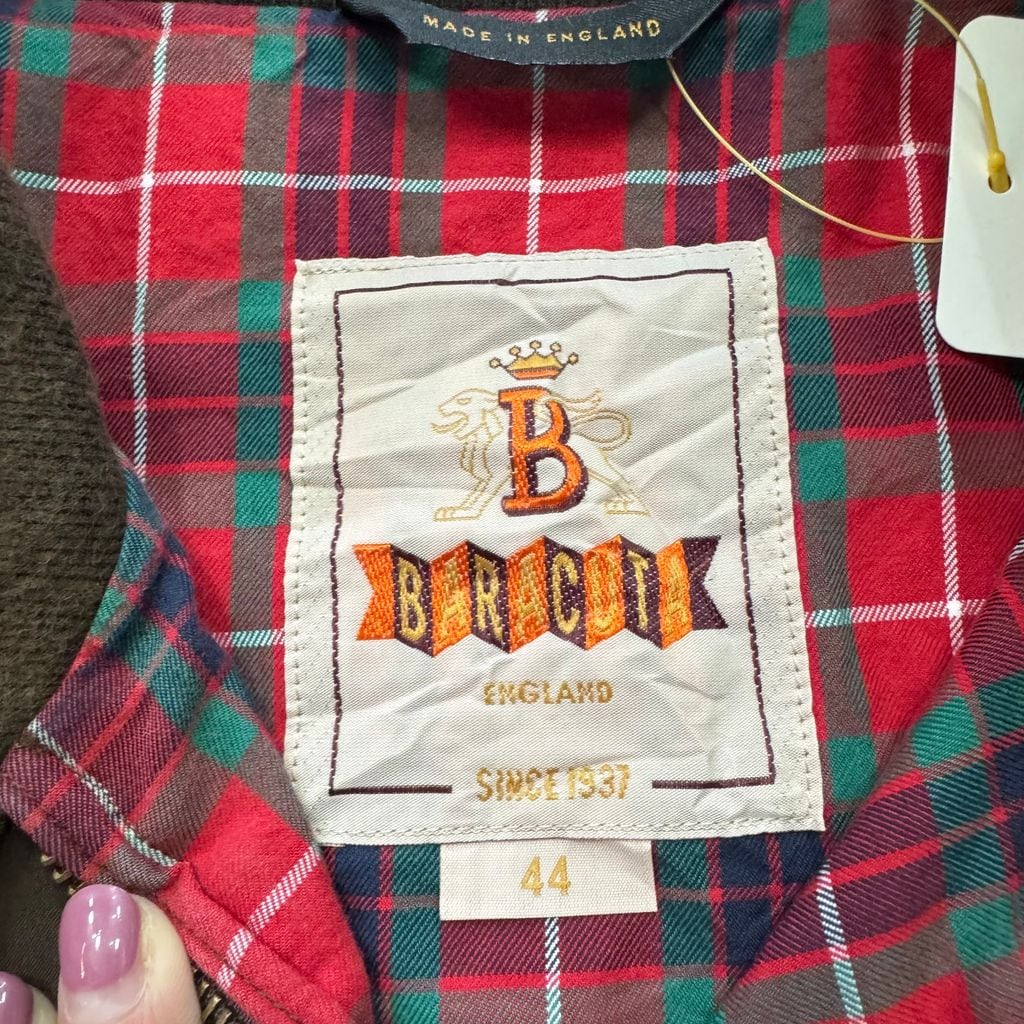 MADE IN ENGLAND
B
BARACUTA
ENGLAND
SINCE 1937
44